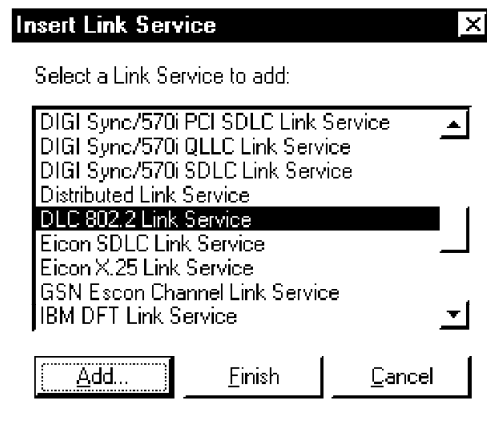 Insert Link Service
Select a Link Service to add:
DIGI Sync/570i PCI SDLC Link Service
DIGI Sync/570i QLLC Link Service
DIGI Sync/570i SDLC Link Service
Distributed Link Service
DLC 802.2 Link Service
Eicon SDLC Link Service
Eicon X.25 Link Service
GSN Escon Channel Link Service
IBM DFT Link Service
Add... Finish Cancel